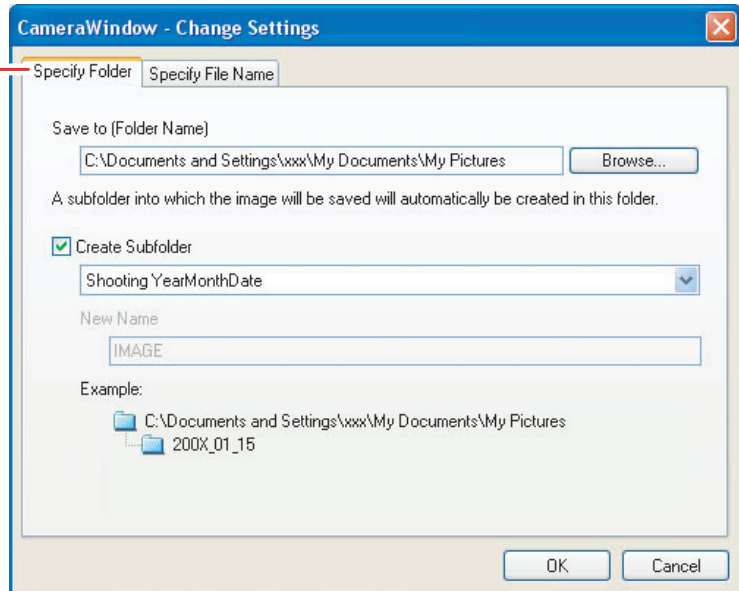 CameraWindow - Change Settings
Specify Folder
Specify File Name
Save to (Folder Name)
C:\Documents and Settings\xxx\My Documents\My Pictures
Browse...
A subfolder into which the image will be saved will automatically be created in this folder.
Create Subfolder
Shooting YearMonthDate
New Name
IMAGE
Example:
C:\Documents and Settings\xxx\My Documents\My Pictures
200X_01_15
OK
Cancel